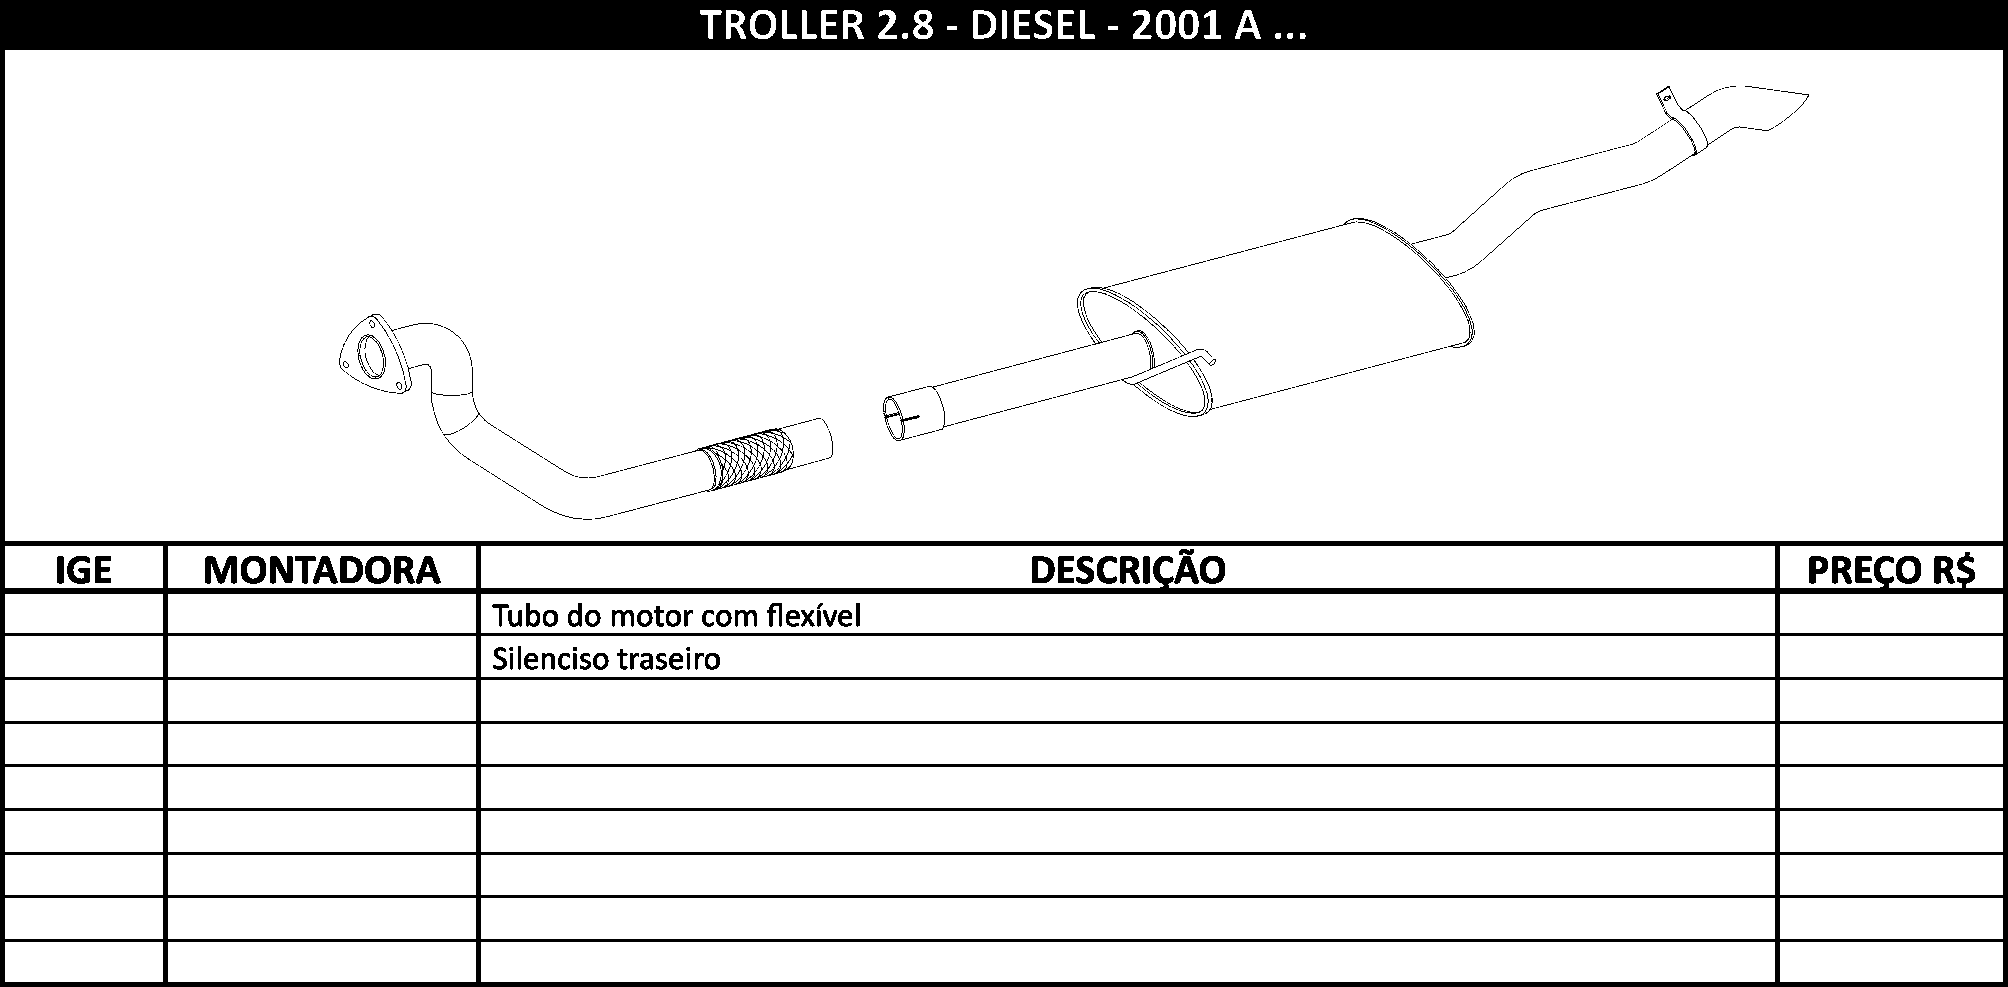 TROLLER 2.8 - DIESEL - 2001 A ...
IGE MONTADORA DESCRIÇÃO PREÇO R$
Tubo do motor com flexível
Silenciso traseiro